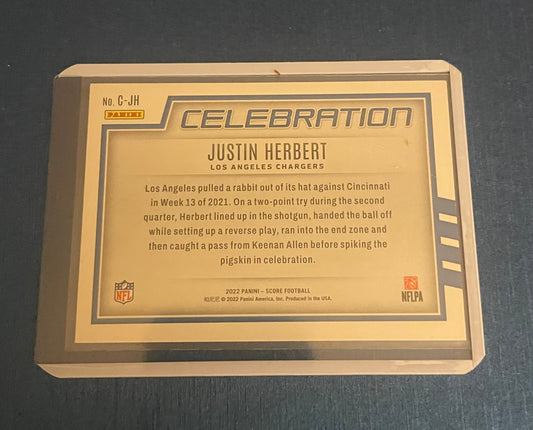 No. C-JH
PANINI
CELEBRATION
JUSTIN HERBERT
LOS ANGELES CHARGERS
Los Angeles pulled a rabbit out of its hat against Cincinnati
in Week 13 of 2021. On a two-point try during the second
quarter, Herbert lined up in the shotgun, handed the ball off
while setting up a reverse play, ran into the end zone and
then caught a pass from Keenan Allen before spiking the
pigskin in celebration.
NFL
2022 PANINI – SCORE FOOTBALL
© 2022 Panini America, Inc. Produced in the USA.
NFLPA